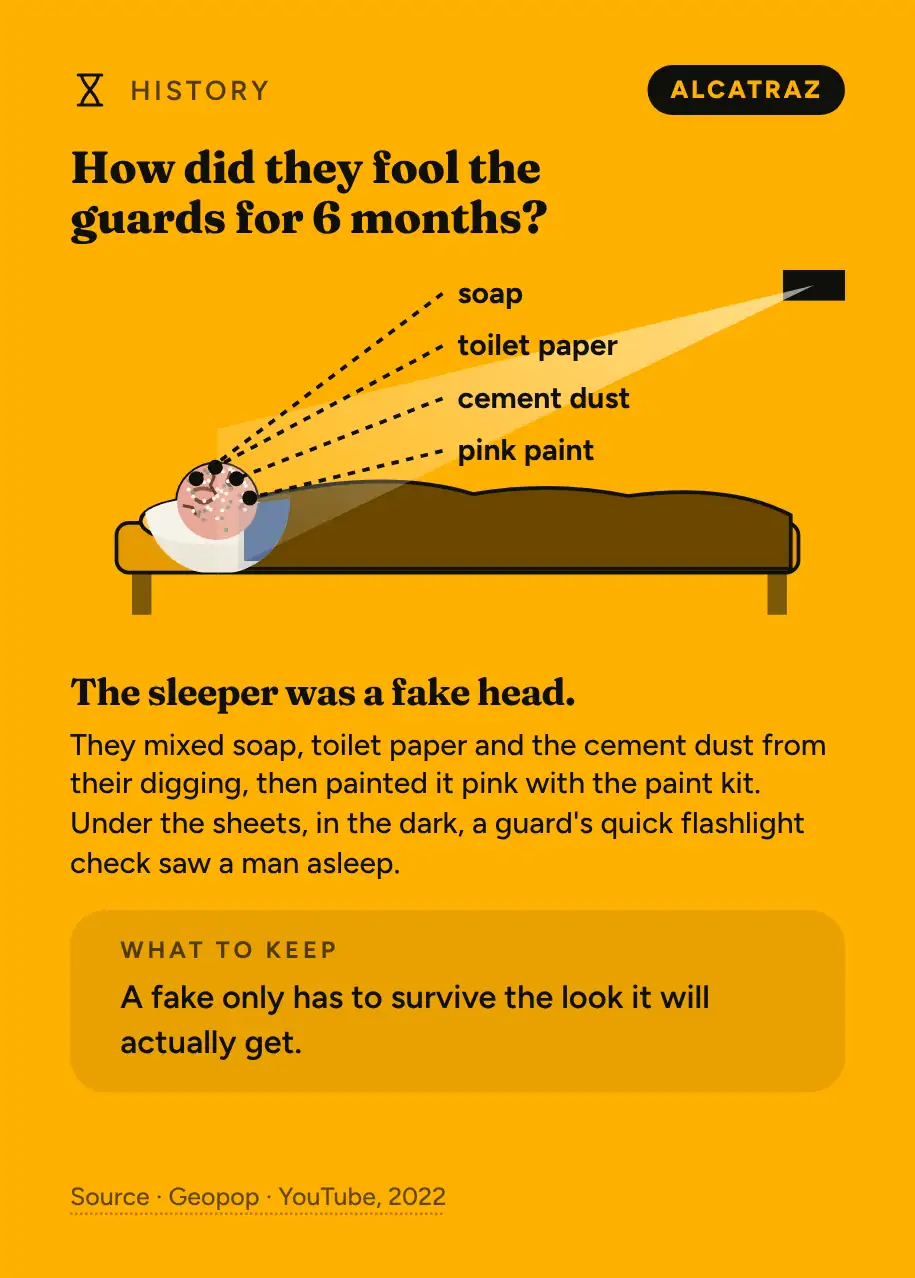 HISTORY
ALCATRAZ
How did they fool the
guards for 6 months?
soap
toilet paper
cement dust
pink paint
The sleeper was a fake head.
They mixed soap, toilet paper and the cement dust from
their digging, then painted it pink with the paint kit.
Under the sheets, in the dark, a guard's quick flashlight
check saw a man asleep.
WHAT TO KEEP
A fake only has to survive the look it will
actually get.
Source · Geopop · YouTube, 2022